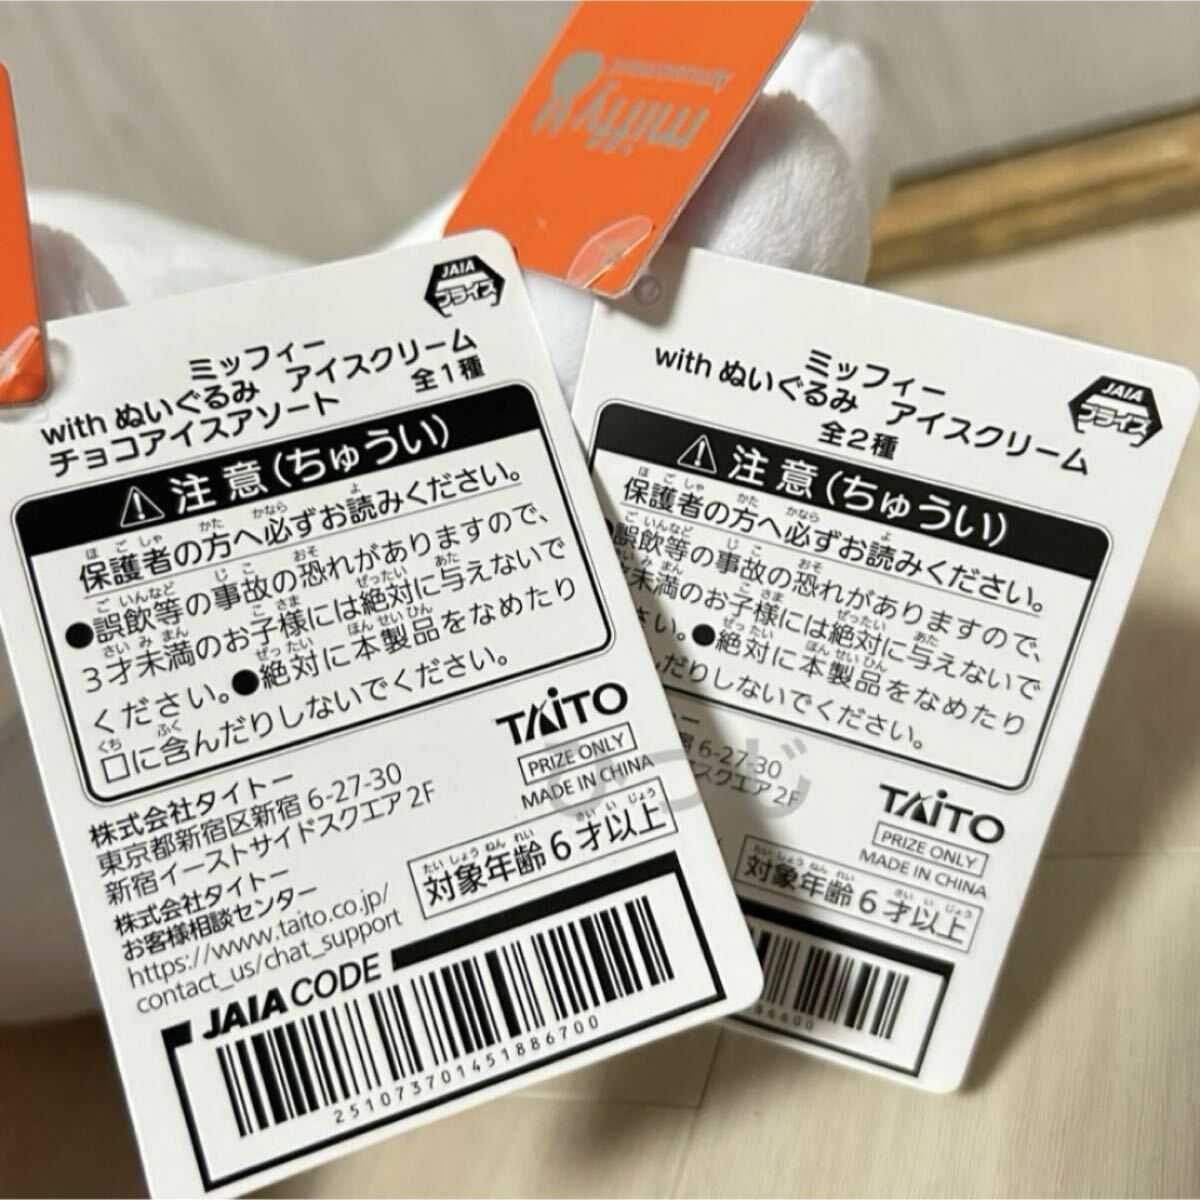 miffy
Amusement
JAIA
プライズ
ミッフィー
with ぬいぐるみ アイスクリーム
チョコアイスアソート 全1種
注意(ちゅうい)
保護者の方へ必ずお読みください。
●誤飲等の事故の恐れがありますので、
3才未満のお子様には絶対に与えないで
ください。●絶対に本製品をなめたり
口に含んだりしないでください。
TAITO
PRIZE ONLY
MADE IN CHINA
株式会社タイトー
東京都新宿区新宿 6-27-30
新宿イーストサイドスクエア 2F
株式会社タイトー
お客様相談センター
https://www.taito.co.jp/
contact_us/chat_support
対象年齢 6才以上
JAIA CODE
2510737014518867​00
JAIA
プライズ
ミッフィー
with ぬいぐるみ アイスクリーム
全2種
注意(ちゅうい)
保護者の方へ必ずお読みください。
誤飲等の事故の恐れがありますので、
才未満のお子様には絶対に与えないで
さい。●絶対に本製品をなめたり
んだりしないでください。
6-27-30
スクエア 2F
TAITO
PRIZE ONLY
MADE IN CHINA
対象年齢 6才以上